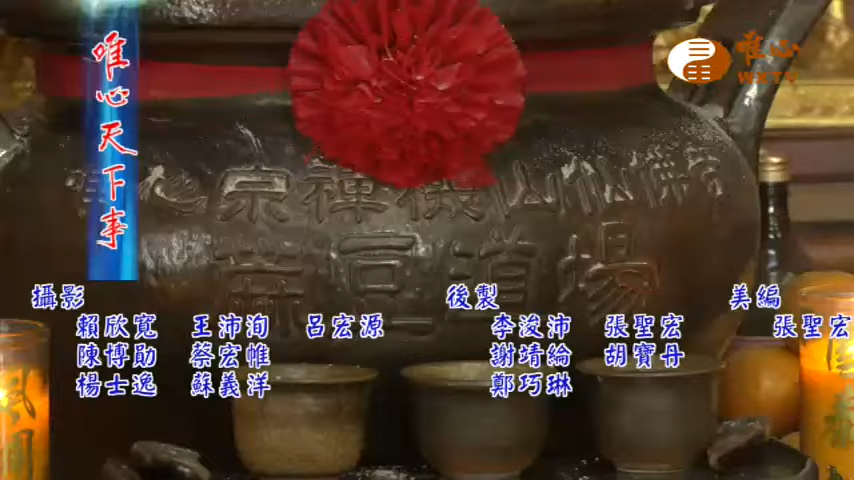 唯心天下事
唯心
WXTV
唯心宗禪機山仙佛寺
麻豆道場
攝影
賴欣寬 王沛洵 呂宏源
陳博勛 蔡宏帷
楊士逸 蘇義洋
後製
李浚沛 張聖宏
謝靖綸 胡寶丹
鄭巧琳
美編
張聖宏